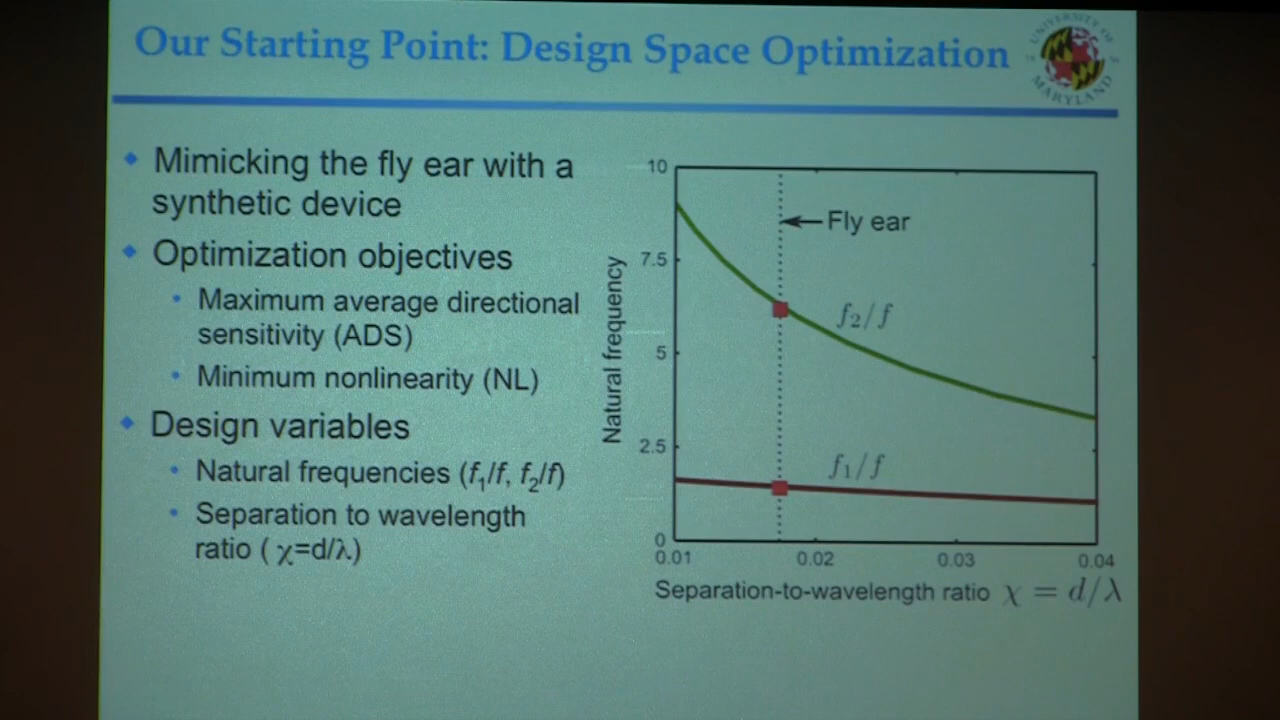 Our Starting Point: Design Space Optimization
UNIVERSITY OF
MARYLAND
Mimicking the fly ear with a
synthetic device
Optimization objectives
Maximum average directional
sensitivity (ADS)
Minimum nonlinearity (NL)
Design variables
Natural frequencies (f₁/f, f₂/f)
Separation to wavelength
ratio ( χ=d/λ)
10
7.5
5
2.5
0
Natural frequency
Fly ear
f₂/f
f₁/f
0.01 0.02 0.03 0.04
Separation-to-wavelength ratio χ = d/λ